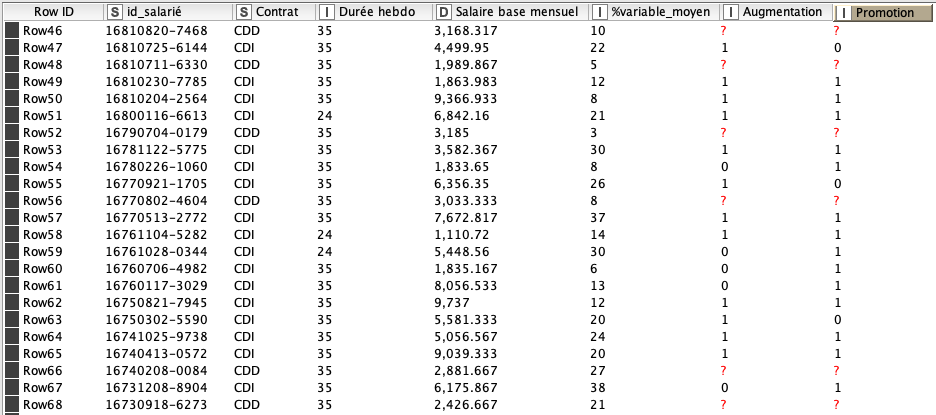 Row ID S id_salarié S Contrat I Durée hebdo D Salaire base mensuel I %variable_moyen I Augmentation I Promotion
Row46 16810820-7468 CDD 35 3,168.317 10 ? ?
Row47 16810725-6144 CDI 35 4,499.95 22 1 0
Row48 16810711-6330 CDD 35 1,989.867 5 ? ?
Row49 16810230-7785 CDI 35 1,863.983 12 1 1
Row50 16810204-2564 CDI 35 9,366.933 8 1 1
Row51 16800116-6613 CDI 24 6,842.16 21 1 1
Row52 16790704-0179 CDD 35 3,185 3 ? ?
Row53 16781122-5775 CDI 35 3,582.367 30 1 1
Row54 16780226-1060 CDI 35 1,833.65 8 0 1
Row55 16770921-1705 CDI 35 6,356.35 26 1 0
Row56 16770802-4604 CDD 35 3,033.333 8 ? ?
Row57 16770513-2772 CDI 35 7,672.817 37 1 1
Row58 16761104-5282 CDI 24 1,110.72 14 1 1
Row59 16761028-0344 CDI 24 5,448.56 30 0 0
Row60 16760706-4982 CDI 35 1,835.167 6 0 1
Row61 16760117-3029 CDI 35 8,056.533 13 0 1
Row62 16750821-7945 CDI 35 9,737 12 1 1
Row63 16750302-5590 CDI 35 5,581.333 20 1 0
Row64 16741025-9738 CDI 35 5,056.567 24 1 1
Row65 16740413-0572 CDI 35 9,039.333 20 1 1
Row66 16740208-0084 CDD 35 2,881.667 27 ? ?
Row67 16731208-8904 CDI 35 6,175.867 38 0 1
Row68 16730918-6273 CDD 35 2,426.667 21 ? ?